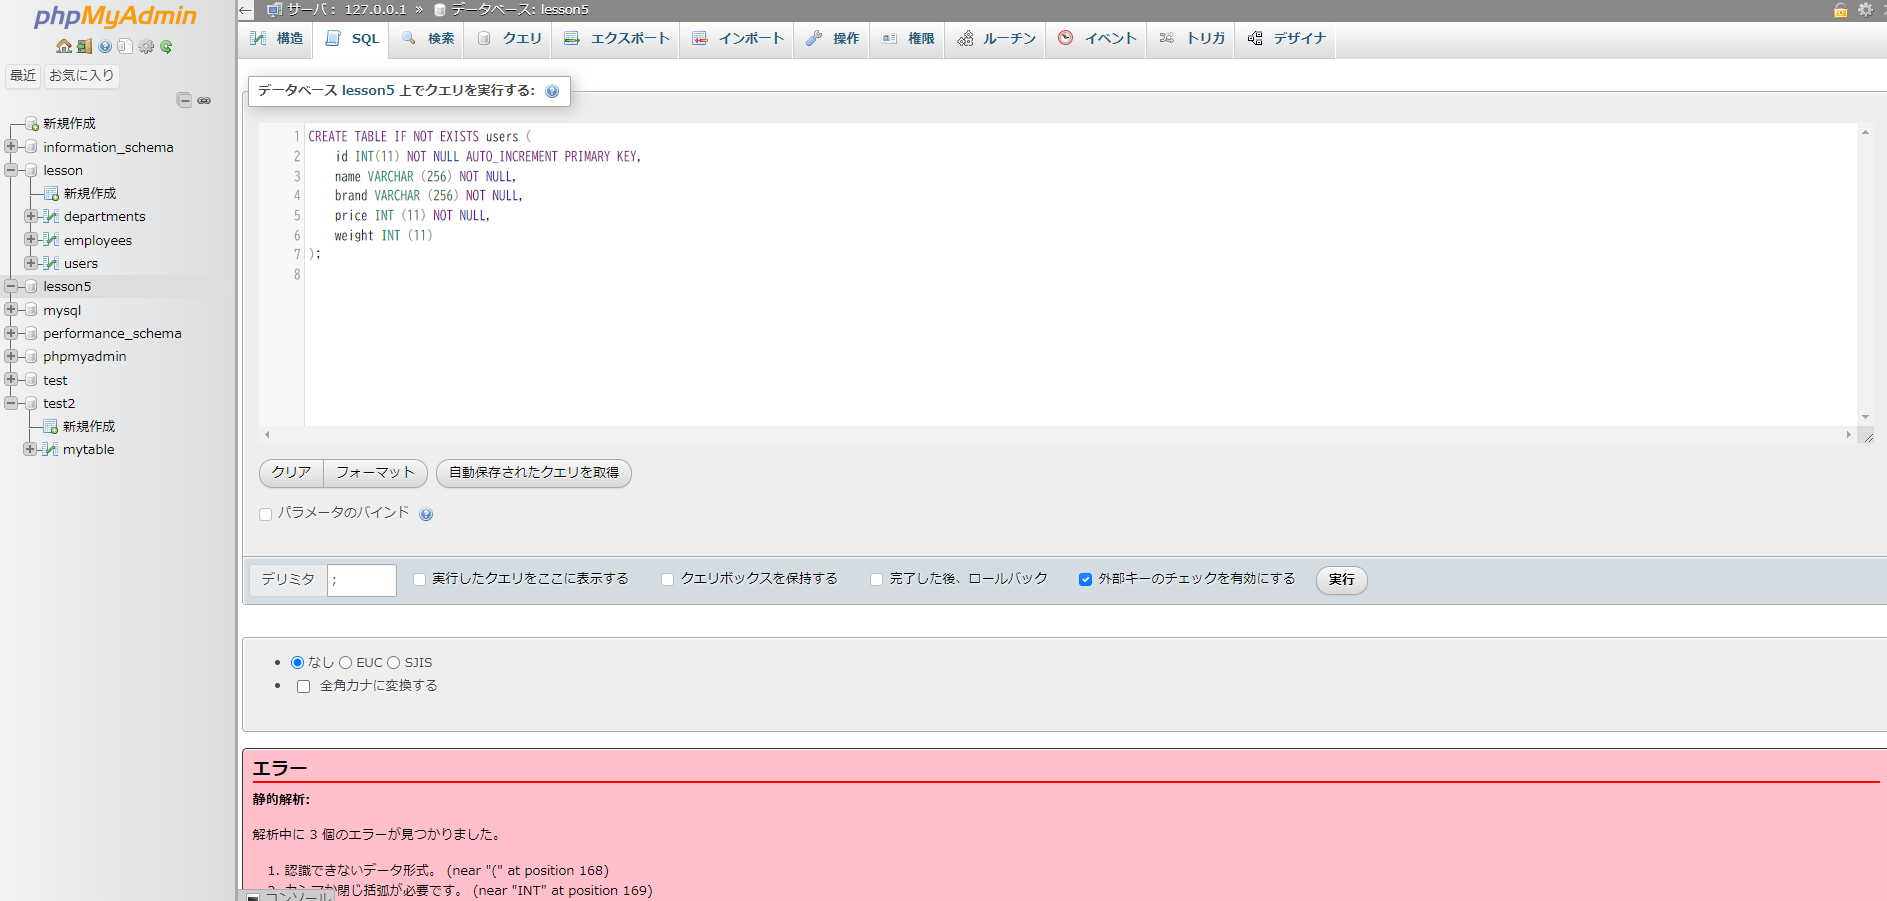 phpMyAdmin
最近 お気に入り
新規作成
information_schema
lesson
新規作成
departments
employees
users
lesson5
mysql
performance_schema
phpmyadmin
test
test2
新規作成
mytable
サーバ: 127.0.0.1 » データベース: lesson5
構造 SQL 検索 クエリ エクスポート インポート 操作 権限 ルーチン イベント トリガ デザイナ
データベース lesson5 上でクエリを実行する:
1 CREATE TABLE IF NOT EXISTS users (
2 id INT(11) NOT NULL AUTO_INCREMENT PRIMARY KEY,
3 name VARCHAR (256) NOT NULL,
4 brand VARCHAR (256) NOT NULL,
5 price INT (11) NOT NULL,
6 weight INT (11)
7 );
8
クリア フォーマット 自動保存されたクエリを取得
パラメータのバインド
デリミタ ; 実行したクエリをここに表示する クエリボックスを保持する 完了した後、ロールバック 外部キーのチェックを有効にする 実行
なし EUC SJIS
全角カナに変換する
エラー
静的解析:
解析中に 3 個のエラーが見つかりました。
1. 認識できないデータ形式。 (near "(" at position 168)
2. カンマか閉じ括弧が必要です。 (near "INT" at position 169)
コンソール